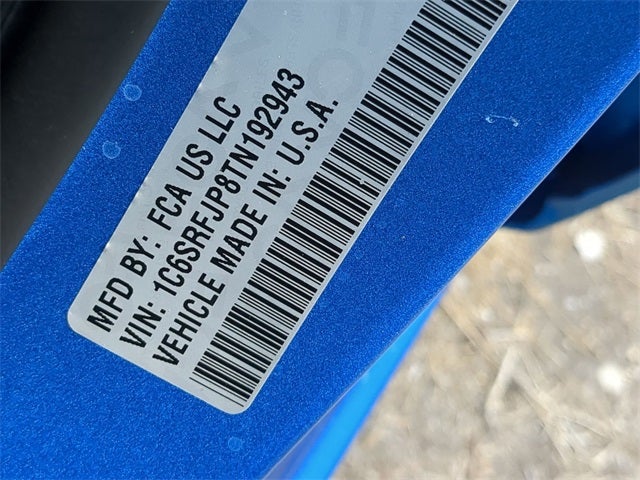 MFD BY: FCA US LLC
VIN: 1C6SRFJP8TN192943
VEHICLE MADE IN: U.S.A.